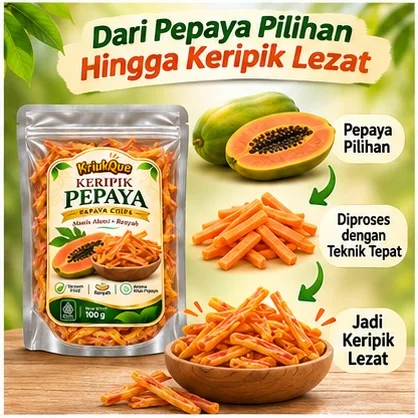 Dari Pepaya Pilihan
Hingga Keripik Lezat
KriukQue
KERIPIK
PEPAYA
PAPAYA CHIPS
Manis Alami • Renyah
Renyah
100 g
Pepaya
Pilihan
Diproses dengan
Teknik Tepat
Jadi
Keripik
Lezat